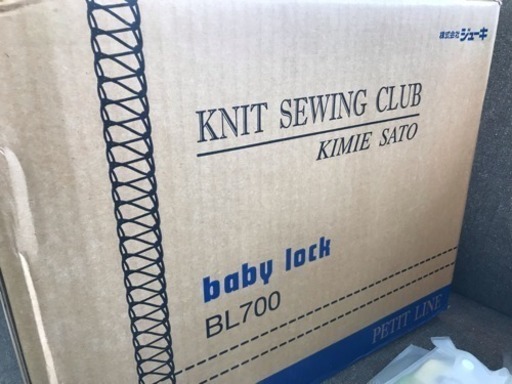 株式会社ジューキ
KNIT SEWING CLUB
KIMIE SATO
baby lock
BL700
PETIT LINE